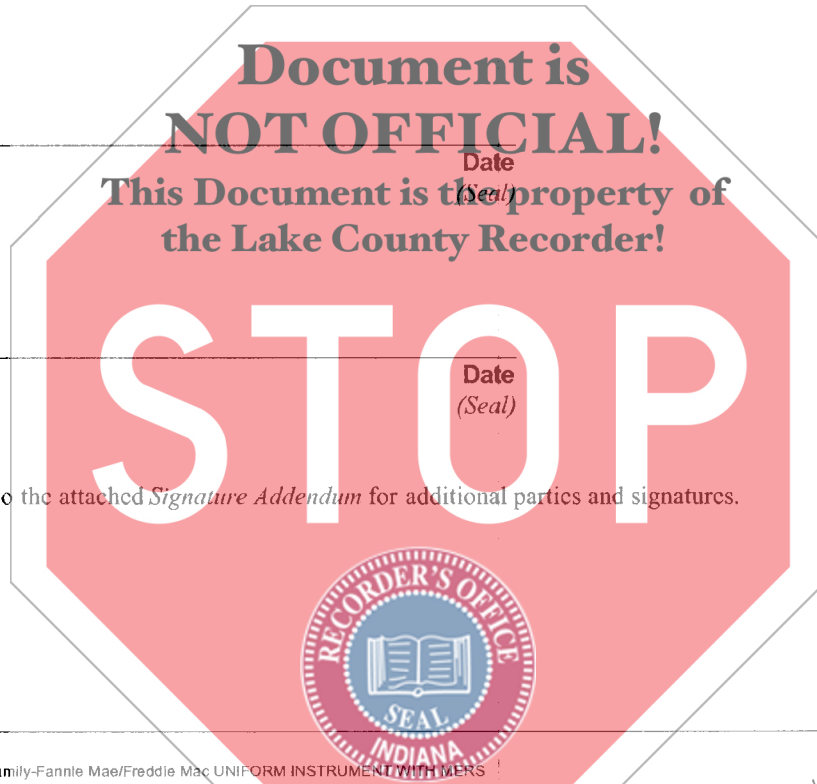 Document is
NOT OFFICIAL!
Date
(Seal)
This Document is the property of
the Lake County Recorder!
STOP
Date
(Seal)
o the attached Signature Addendum for additional parties and signatures.
RECORDER'S OFFICE
SEAL
INDIANA
mily-Fannie Mae/Freddie Mac UNIFORM INSTRUMENT WITH MERS